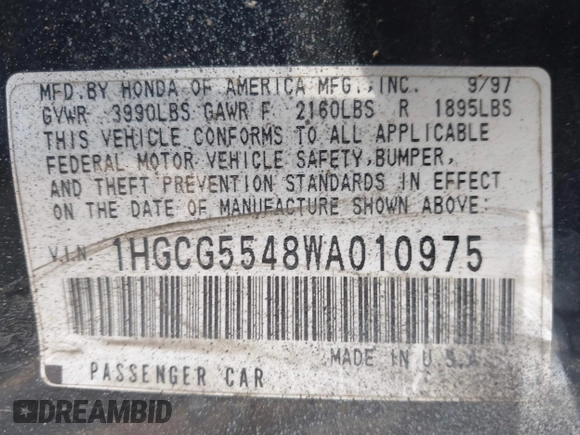 MFD.BY HONDA OF AMERICA MFG.,INC. 9/97
GVWR 3990LBS GAWR F 2160LBS R 1895LBS
THIS VEHICLE CONFORMS TO ALL APPLICABLE
FEDERAL MOTOR VEHICLE SAFETY,BUMPER,
AND THEFT PREVENTION STANDARDS IN EFFECT
ON THE DATE OF MANUFACTURE SHOWN ABOVE:
V.I.N. 1HGCG5548WA010975
MADE IN U.S.A
PASSENGER CAR
DREAMBID